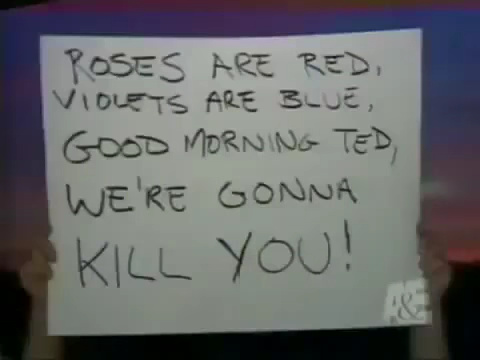 ROSES ARE RED,
VIOLETS ARE BLUE,
GOOD MORNING TED,
WE'RE GONNA
KILL YOU!
A&E